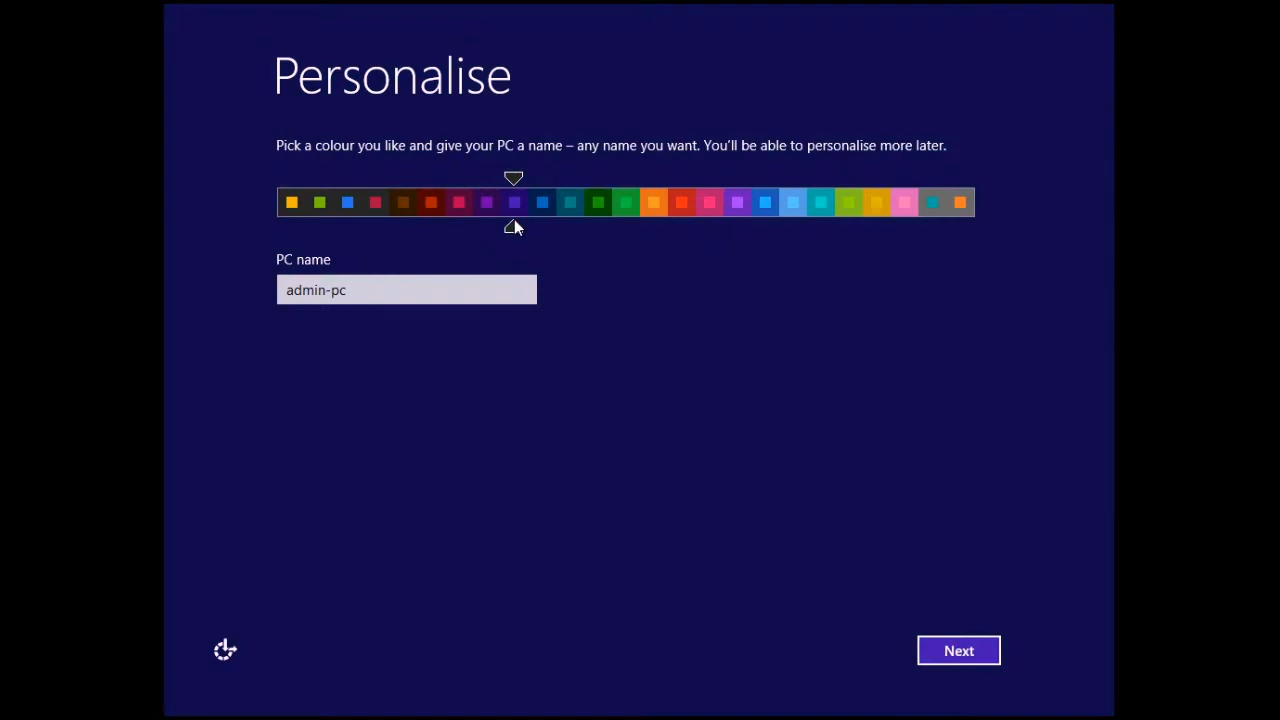 Personalise
Pick a colour you like and give your PC a name – any name you want. You'll be able to personalise more later.
PC name
admin-pc
Next